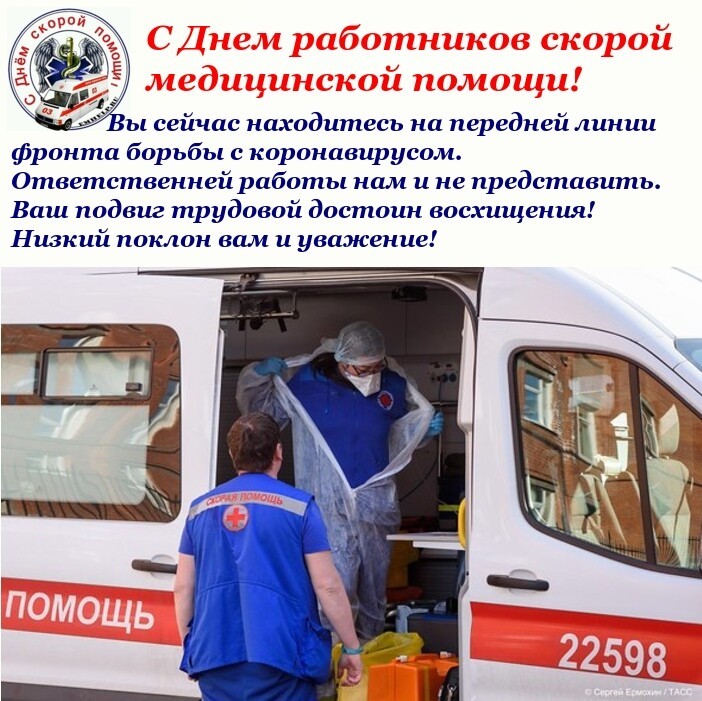 С Днём скорой помощи!
03
EMHELP.RU
С Днем работников скорой
медицинской помощи!
Вы сейчас находитесь на передней линии
фронта борьбы с коронавирусом.
Ответственней работы нам и не представить.
Ваш подвиг трудовой достоин восхищения!
Низкий поклон вам и уважение!
СКОРАЯ ПОМОЩЬ
ПОМОЩЬ
22598
© Сергей Ермохин / ТАСС